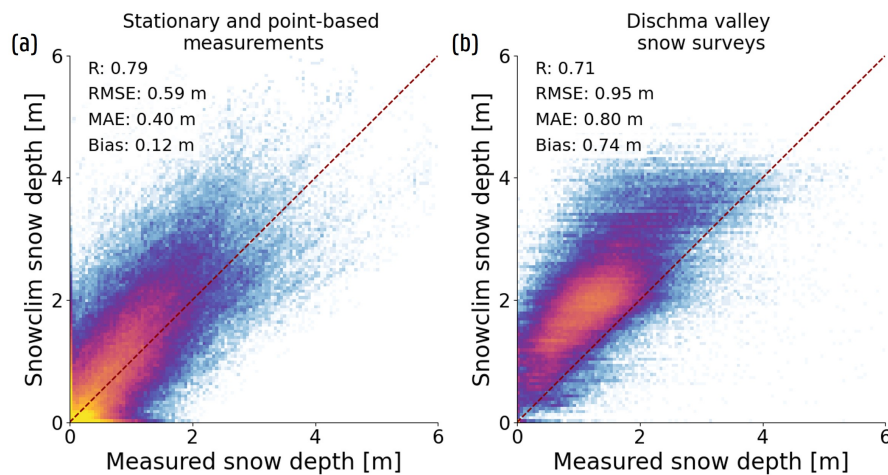 (a)
Stationary and point-based
measurements
R: 0.79
RMSE: 0.59 m
MAE: 0.40 m
Bias: 0.12 m
Snowclim snow depth [m]
6
4
2
0
0 2 4 6
Measured snow depth [m]
(b)
Dischma valley
snow surveys
R: 0.71
RMSE: 0.95 m
MAE: 0.80 m
Bias: 0.74 m
Snowclim snow depth [m]
6
4
2
0
0 2 4 6
Measured snow depth [m]